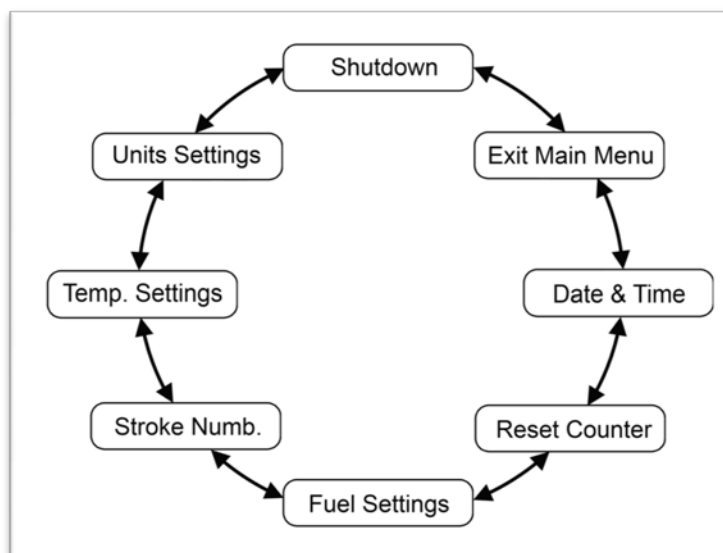 Shutdown
Units Settings
Exit Main Menu
Temp. Settings
Date & Time
Stroke Numb.
Reset Counter
Fuel Settings